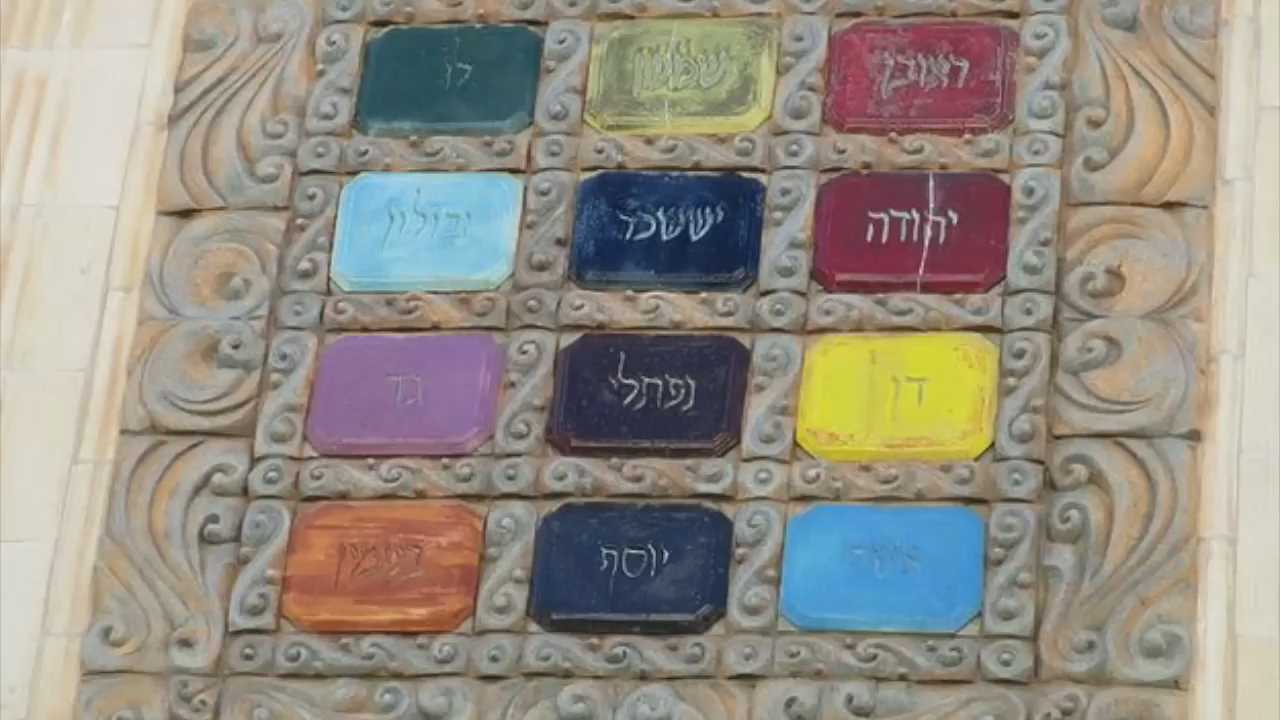 ראובן שמעון לוי
יהודה יששכר זבולון
דן נפתלי גד
אשר יוסף בנימין